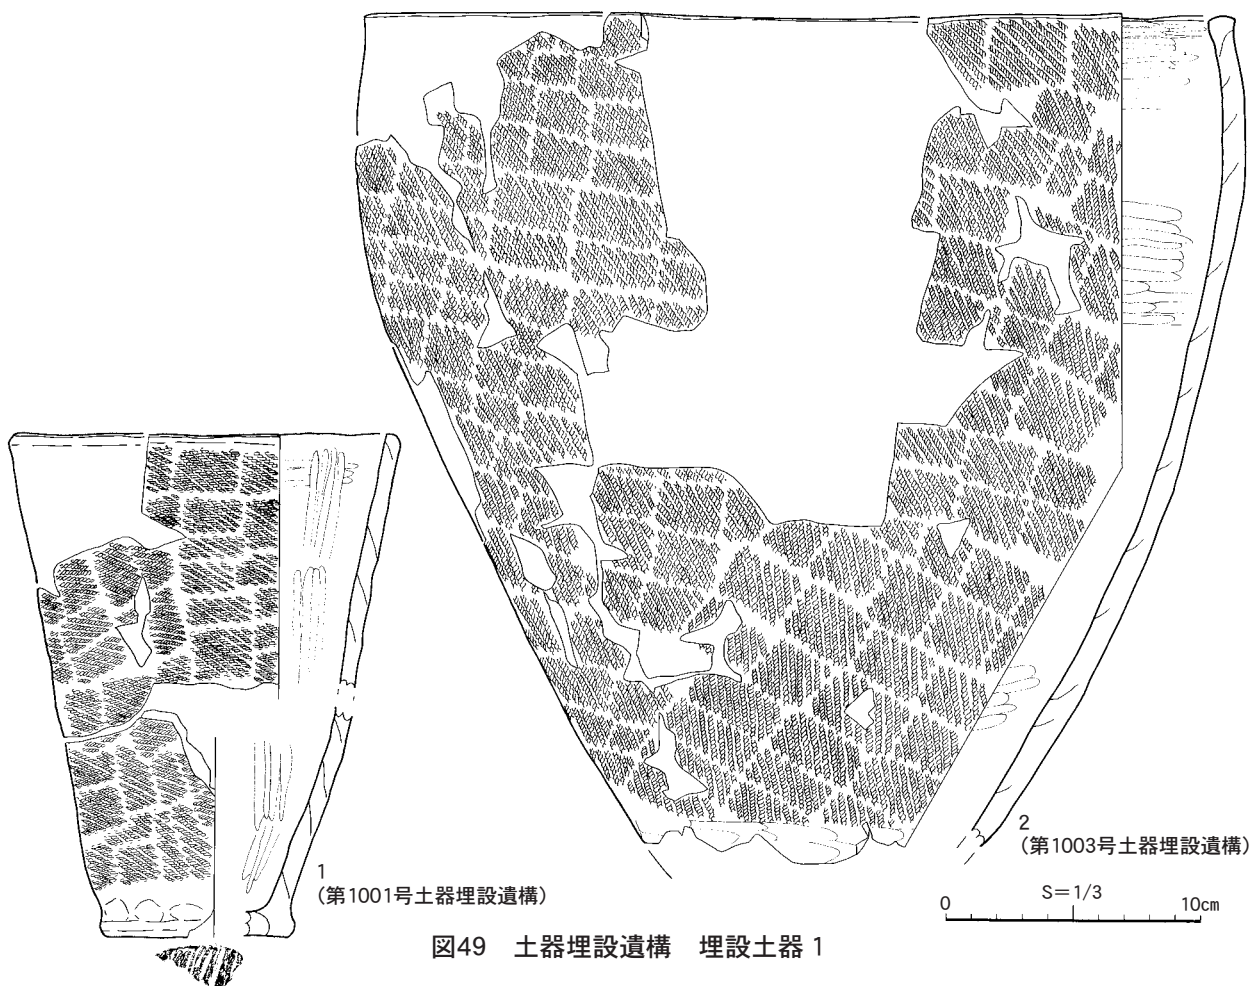 1
(第1001号土器埋設遺構)
2
(第1003号土器埋設遺構)
S=1/3
0 10cm
図49 土器埋設遺構 埋設土器 1